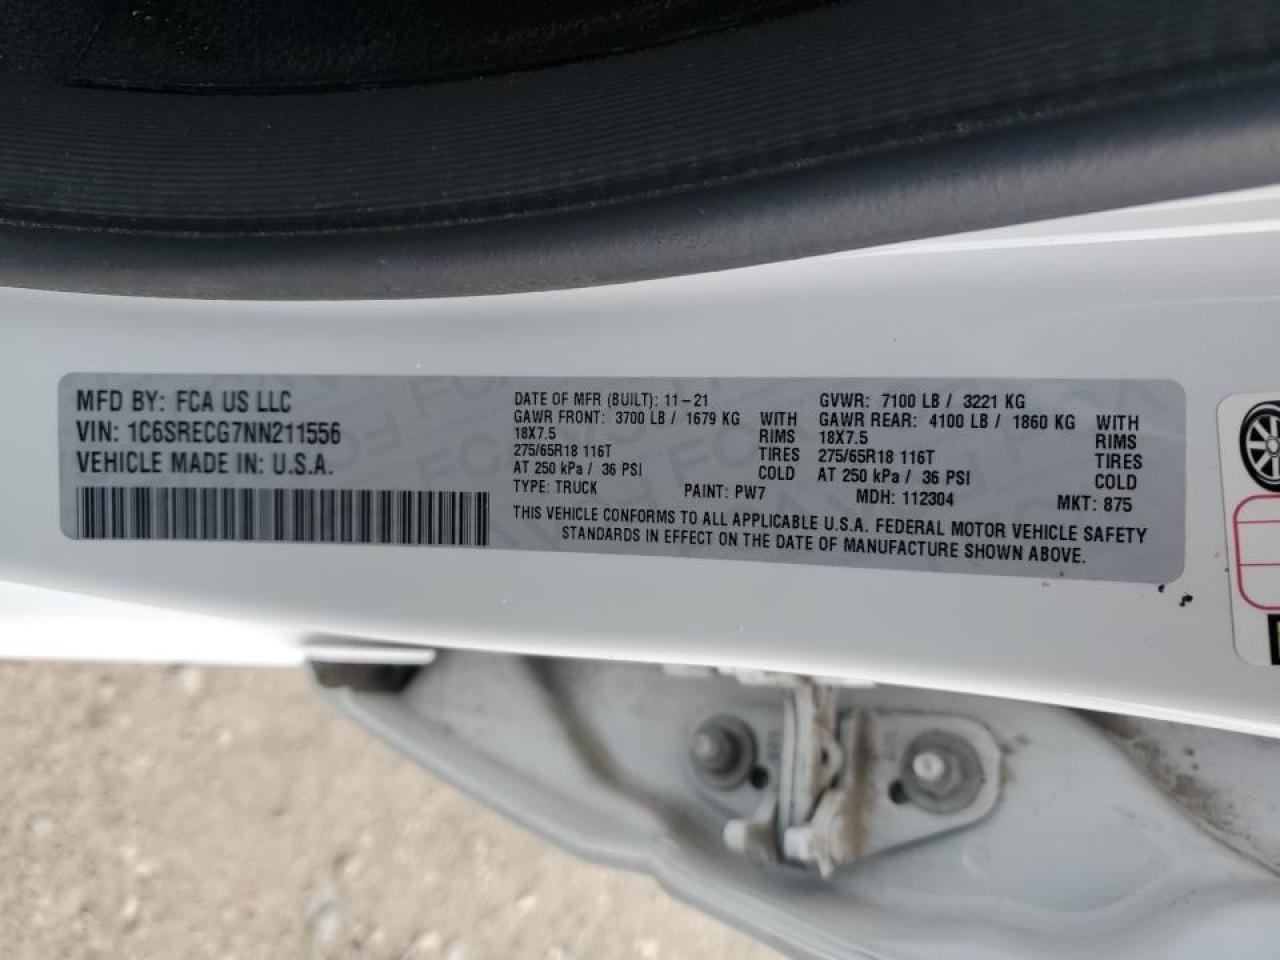 MFD BY: FCA US LLC
VIN: 1C6SRECG7NN211556
VEHICLE MADE IN: U.S.A.
DATE OF MFR (BUILT): 11-21 GVWR: 7100 LB / 3221 KG
GAWR FRONT: 3700 LB / 1679 KG WITH GAWR REAR: 4100 LB / 1860 KG WITH
18X7.5 RIMS 18X7.5 RIMS
275/65R18 116T TIRES 275/65R18 116T TIRES
AT 250 kPa / 36 PSI COLD AT 250 kPa / 36 PSI COLD
TYPE: TRUCK PAINT: PW7 MDH: 112304 MKT: 875
THIS VEHICLE CONFORMS TO ALL APPLICABLE U.S.A. FEDERAL MOTOR VEHICLE SAFETY
STANDARDS IN EFFECT ON THE DATE OF MANUFACTURE SHOWN ABOVE.